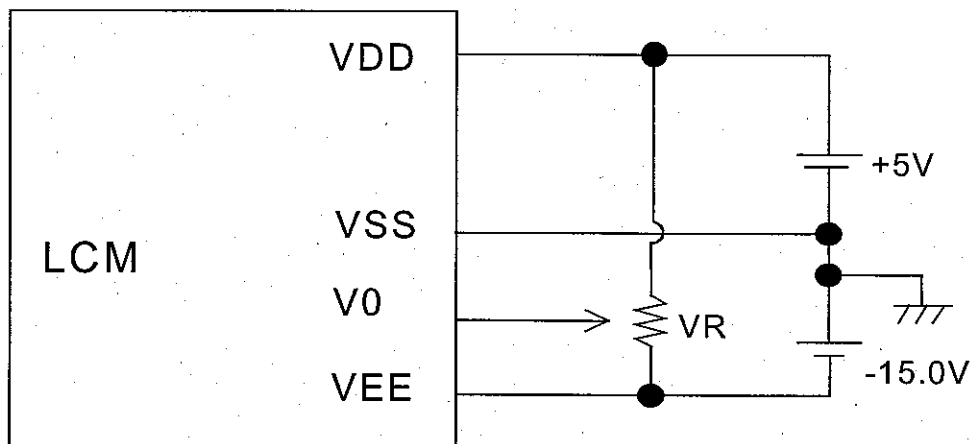 VDD
+5V
VSS
LCM
V0
VR
-15.0V
VEE